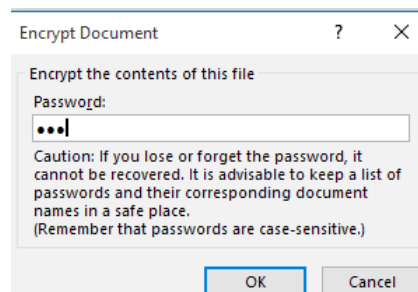 Encrypt Document ? ×
Encrypt the contents of this file
Password:
•••
Caution: If you lose or forget the password, it
cannot be recovered. It is advisable to keep a list of
passwords and their corresponding document
names in a safe place.
(Remember that passwords are case-sensitive.)
OK Cancel